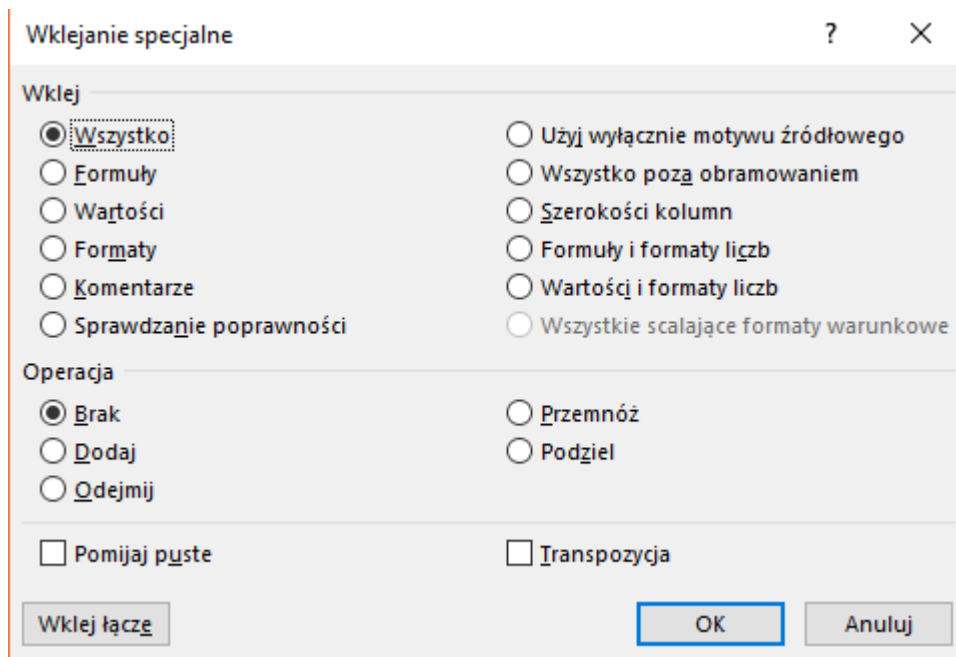 Wklejanie specjalne
?
Wklej
Wszystko
Użyj wyłącznie motywu źródłowego
Formuły
Wszystko poza obramowaniem
Wartości
Szerokości kolumn
Formaty
Formuły i formaty liczb
Komentarze
Wartości i formaty liczb
Sprawdzanie poprawności
Wszystkie scalające formaty warunkowe
Operacja
Brak
Przemnóż
Dodaj
Podziel
Odejmij
Pomijaj puste
Transpozycja
Wklej łącze
OK
Anuluj